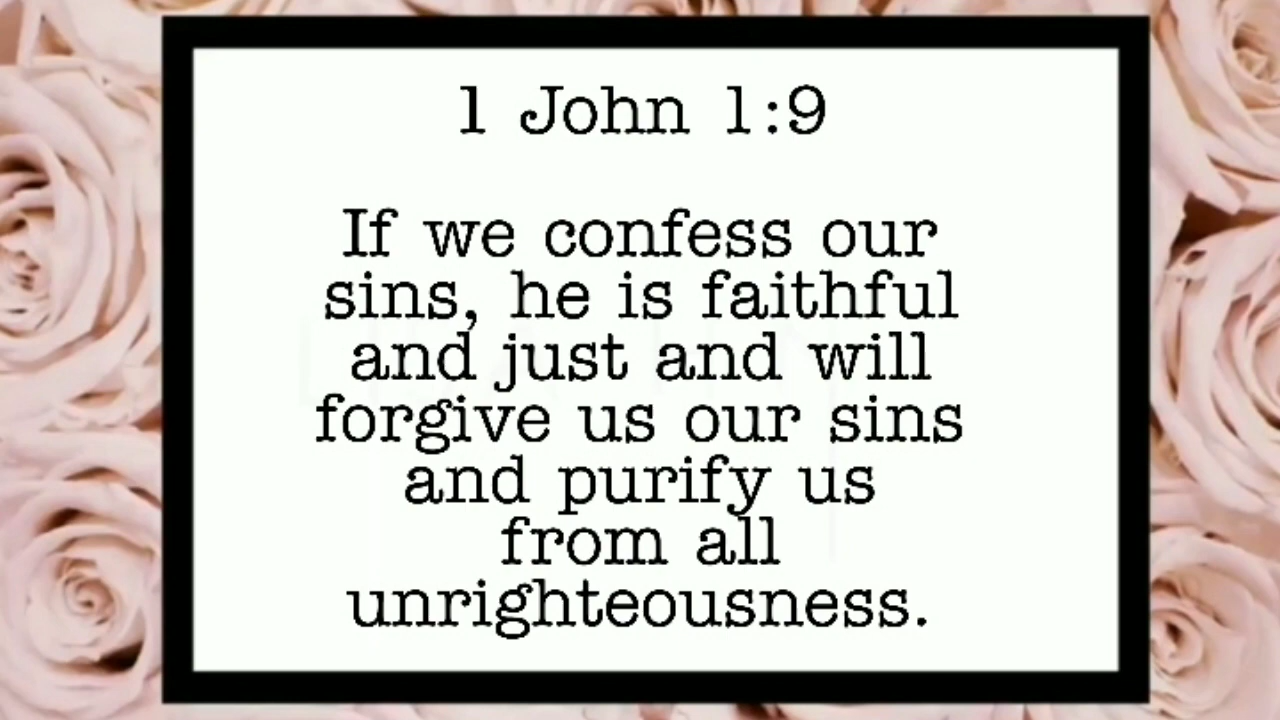 1 John 1:9
If we confess our
sins, he is faithful
and just and will
forgive us our sins
and purify us
from all
unrighteousness.